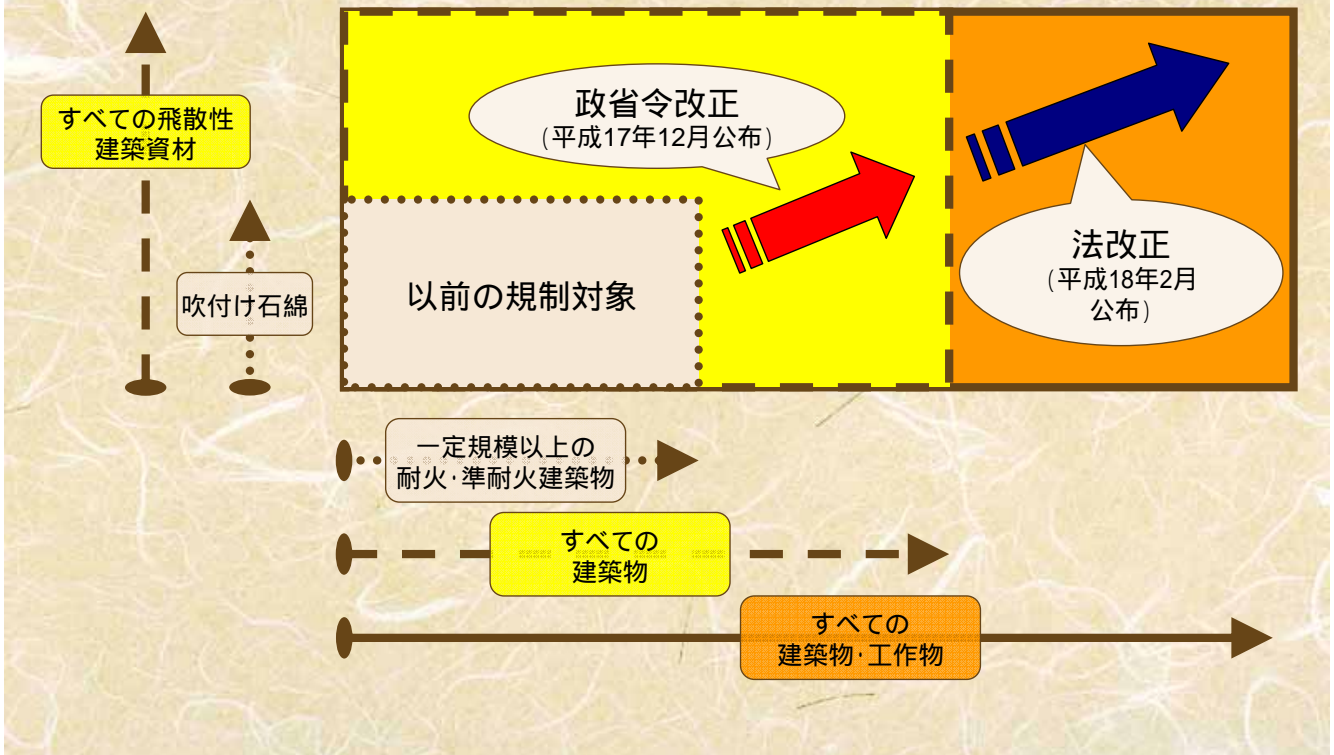 すべての飛散性
建築資材
吹付け石綿
政省令改正
(平成17年12月公布)
以前の規制対象
法改正
(平成18年2月
公布)
一定規模以上の
耐火・準耐火建築物
すべての
建築物
すべての
建築物・工作物